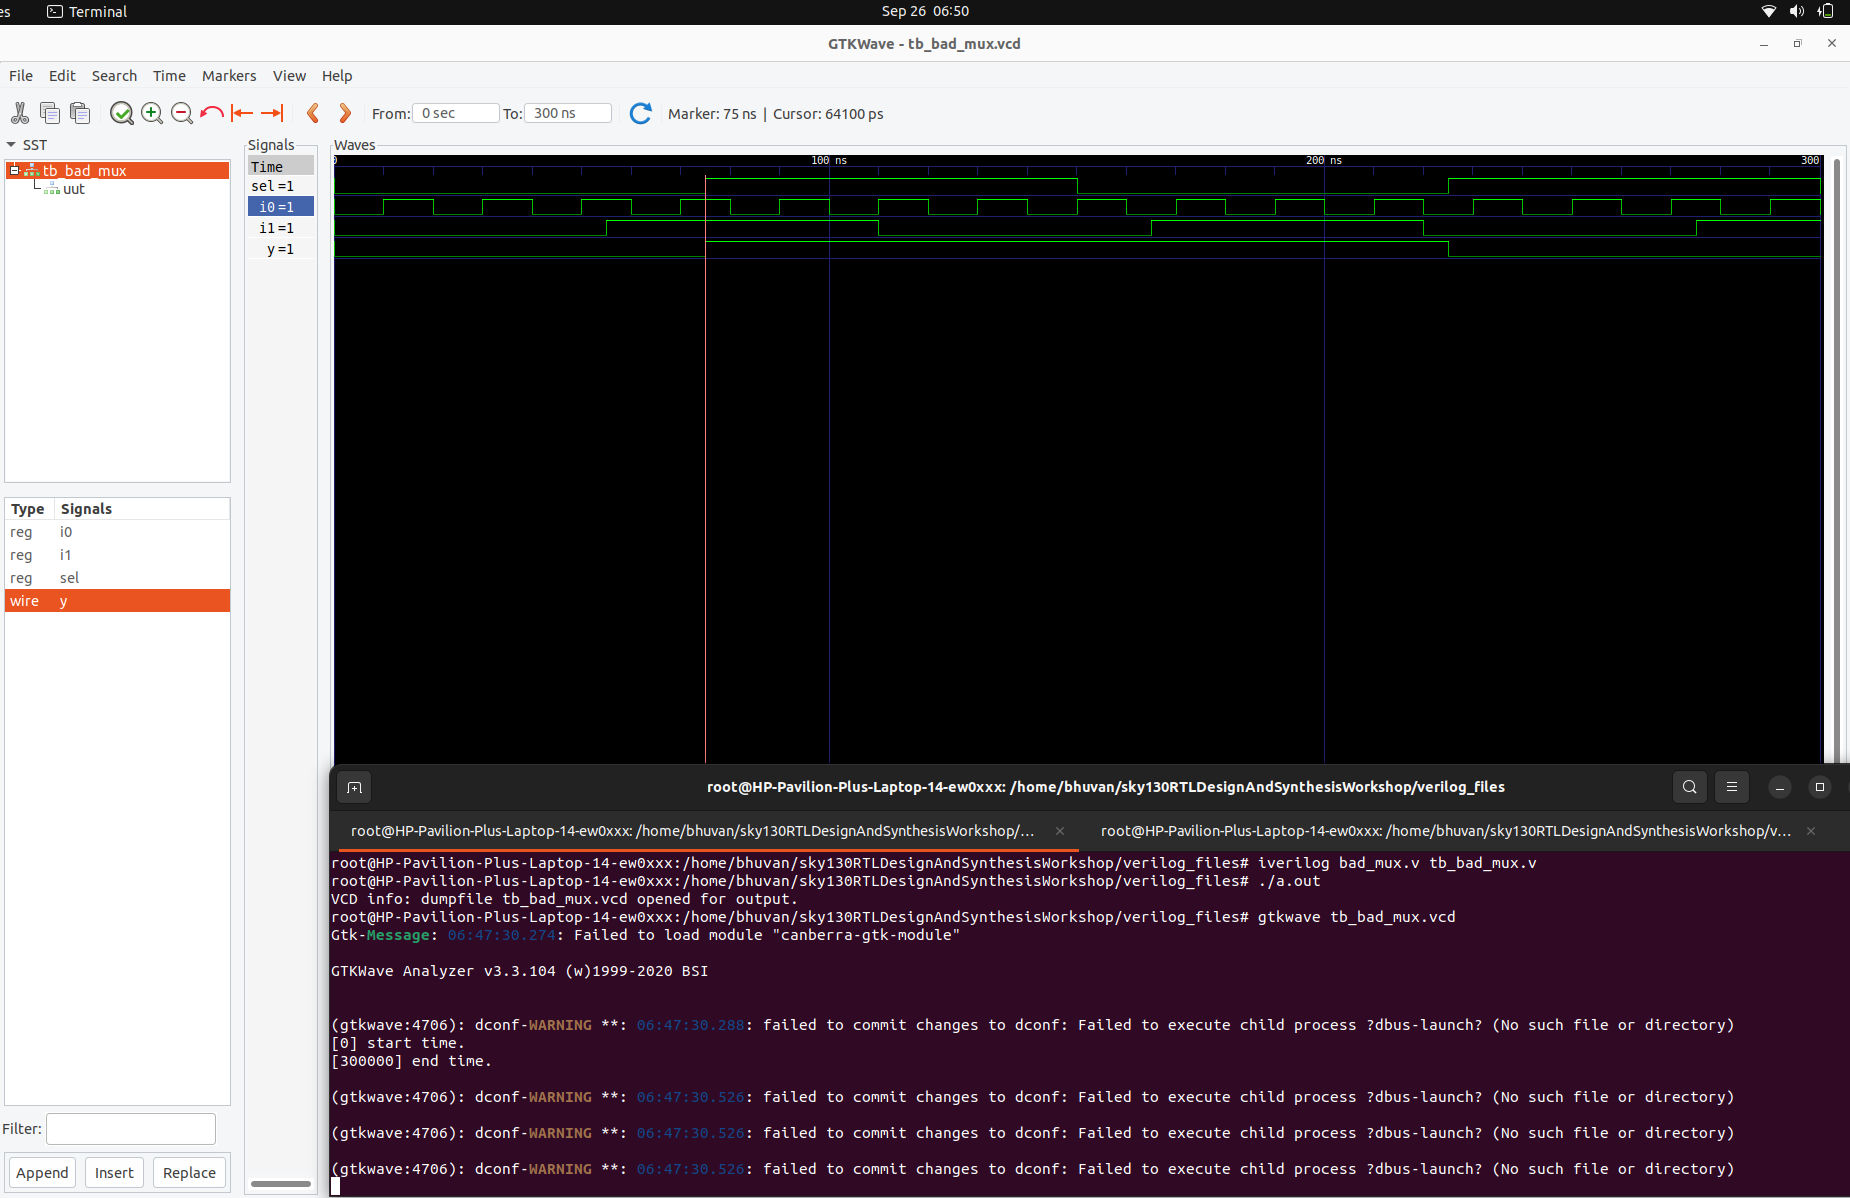 es Terminal Sep 26 06:50
GTKWave - tb_bad_mux.vcd
File Edit Search Time Markers View Help
From: 0 sec To: 300 ns Marker: 75 ns | Cursor: 64100 ps
SST
tb_bad_mux
uut
Type Signals
reg i0
reg i1
reg sel
wire y
Filter:
Append Insert Replace
Signals
Time
sel=1
i0=1
i1=1
y=1
Waves
0 100 ns 200 ns 300
root@HP-Pavilion-Plus-Laptop-14-ew0xxx: /home/bhuvan/sky130RTLDesignAndSynthesisWorkshop/verilog_files
root@HP-Pavilion-Plus-Laptop-14-ew0xxx: /home/bhuvan/sky130RTLDesignAndSynthesisWorkshop/... root@HP-Pavilion-Plus-Laptop-14-ew0xxx: /home/bhuvan/sky130RTLDesignAndSynthesisWorkshop/v...
root@HP-Pavilion-Plus-Laptop-14-ew0xxx:/home/bhuvan/sky130RTLDesignAndSynthesisWorkshop/verilog_files# iverilog bad_mux.v tb_bad_mux.v
root@HP-Pavilion-Plus-Laptop-14-ew0xxx:/home/bhuvan/sky130RTLDesignAndSynthesisWorkshop/verilog_files# ./a.out
VCD info: dumpfile tb_bad_mux.vcd opened for output.
root@HP-Pavilion-Plus-Laptop-14-ew0xxx:/home/bhuvan/sky130RTLDesignAndSynthesisWorkshop/verilog_files# gtkwave tb_bad_mux.vcd
Gtk-Message: 06:47:30.274: Failed to load module "canberra-gtk-module"
GTKWave Analyzer v3.3.104 (w)1999-2020 BSI
(gtkwave:4706): dconf-WARNING **: 06:47:30.288: failed to commit changes to dconf: Failed to execute child process ?dbus-launch? (No such file or directory)
[0] start time.
[300000] end time.
(gtkwave:4706): dconf-WARNING **: 06:47:30.526: failed to commit changes to dconf: Failed to execute child process ?dbus-launch? (No such file or directory)
(gtkwave:4706): dconf-WARNING **: 06:47:30.526: failed to commit changes to dconf: Failed to execute child process ?dbus-launch? (No such file or directory)
(gtkwave:4706): dconf-WARNING **: 06:47:30.526: failed to commit changes to dconf: Failed to execute child process ?dbus-launch? (No such file or directory)